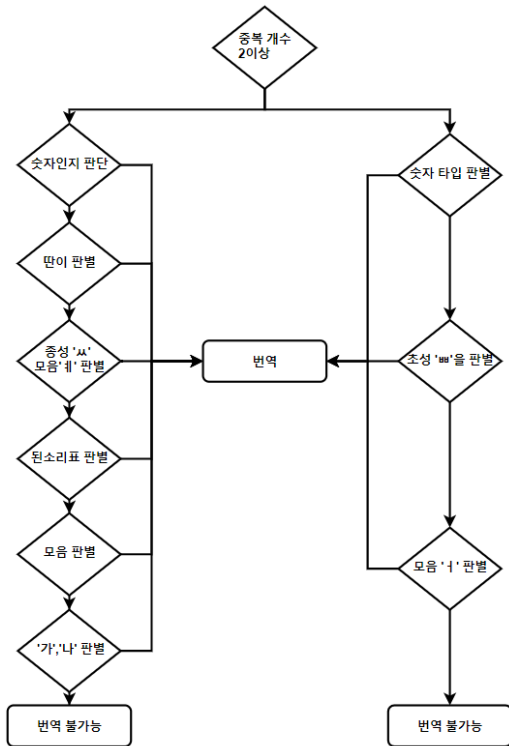 중복 개수
2이상
숫자인지 판단
딴이 판별
종성 'ㅆ'
모음'ㅖ' 판별
된소리표 판별
모음 판별
'가','나' 판별
번역 불가능
번역
숫자 타입 판별
초성 'ㅃ'을 판별
모음 'ㅓ' 판별
번역 불가능